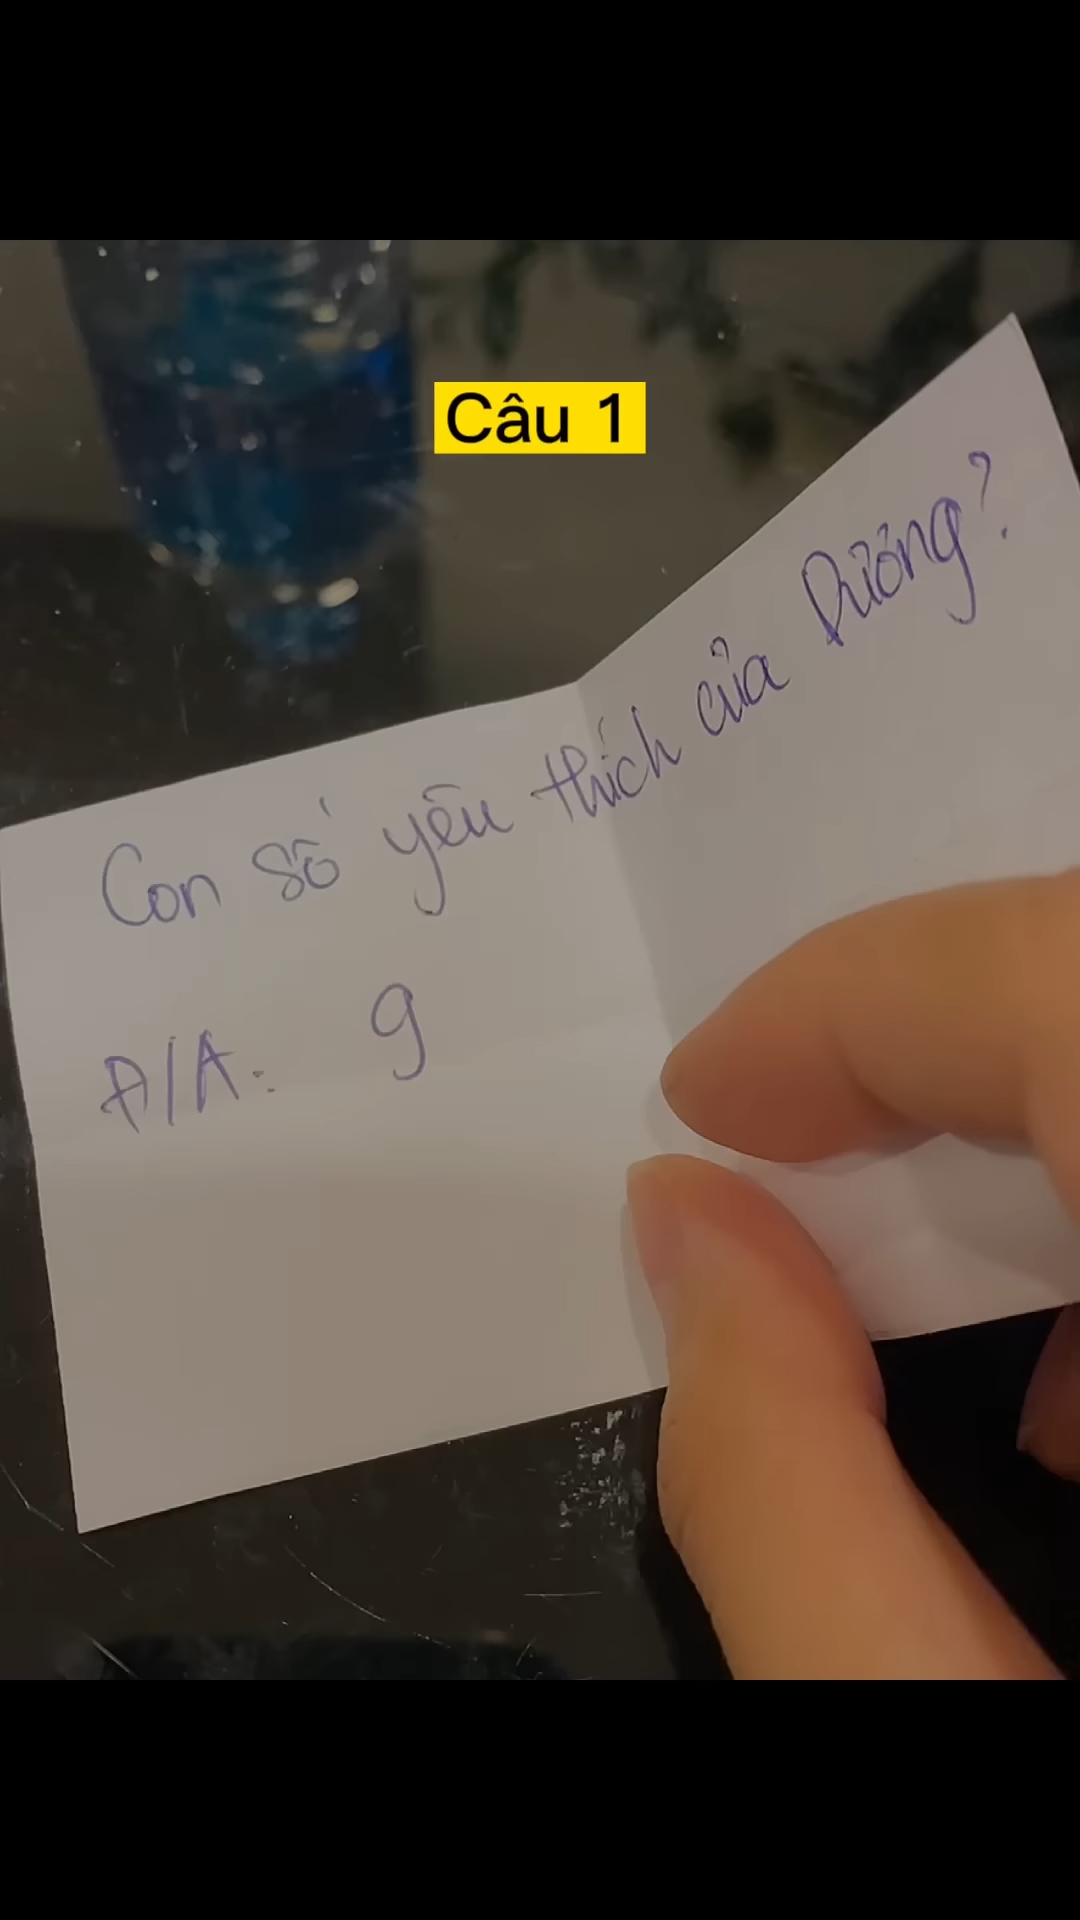 Câu 1
Con số yêu thích của Dương?
Đ/A: 9